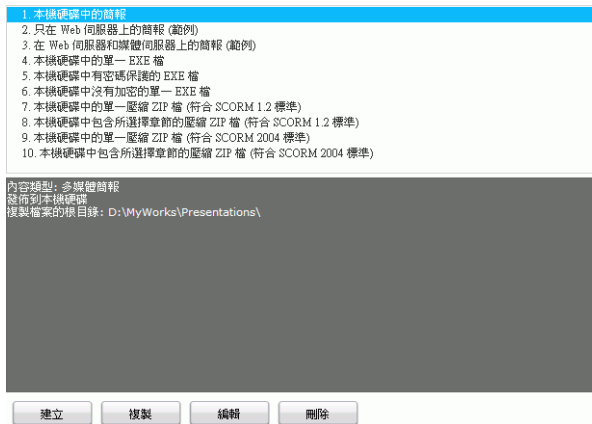 1. 本機硬碟中的簡報
2. 只在 Web 伺服器上的簡報 (範例)
3. 在 Web 伺服器和媒體伺服器上的簡報 (範例)
4. 本機硬碟中的單一 EXE 檔
5. 本機硬碟中有密碼保護的 EXE 檔
6. 本機硬碟中沒有加密的單一 EXE 檔
7. 本機硬碟中的單一壓縮 ZIP 檔 (符合 SCORM 1.2 標準)
8. 本機硬碟中包含所選擇章節的壓縮 ZIP 檔 (符合 SCORM 1.2 標準)
9. 本機硬碟中的單一壓縮 ZIP 檔 (符合 SCORM 2004 標準)
10. 本機硬碟中包含所選擇章節的壓縮 ZIP 檔 (符合 SCORM 2004 標準)
內容類型: 多媒體簡報
發佈到本機硬碟
複製檔案的根目錄: D:\MyWorks\Presentations\
建立 複製 編輯 刪除